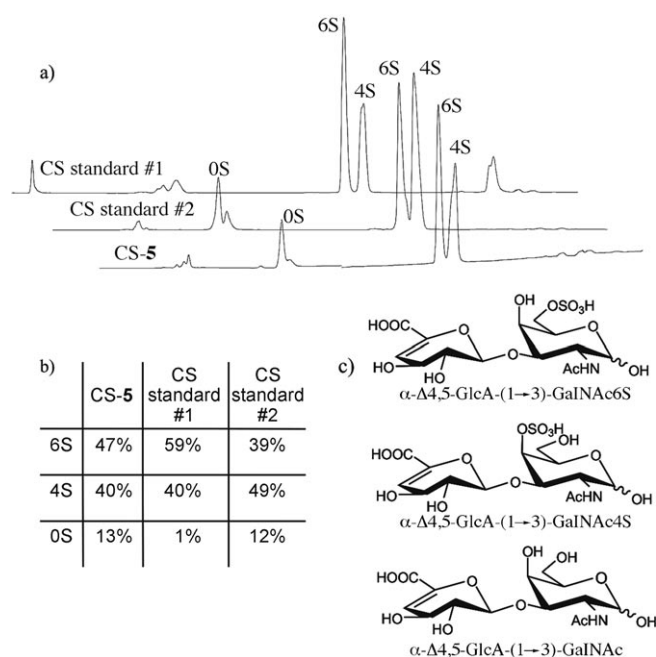 a)
6S
4S
6S
4S
6S
4S
CS standard #1
0S
CS standard #2
0S
CS-5
b)
CS-5 CS standard #1 CS standard #2
6S 47% 59% 39%
4S 40% 40% 49%
0S 13% 1% 12%
c)
OH OSO₃H
HOOC O O
HO OH O AcHN OH
α-Δ4,5-GlcA-(1→3)-GalNAc6S
OSO₃H OH
HOOC O O
HO OH O AcHN OH
α-Δ4,5-GlcA-(1→3)-GalNAc4S
OH OH
HOOC O O
HO OH O AcHN OH
α-Δ4,5-GlcA-(1→3)-GalNAc